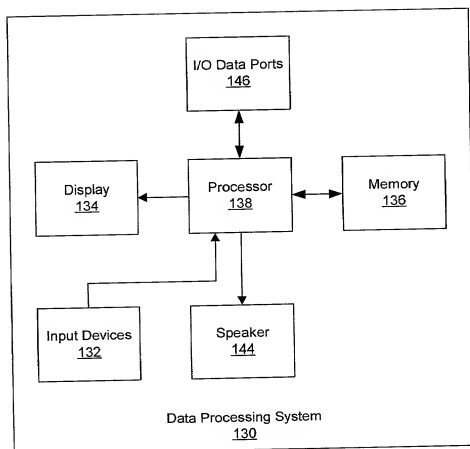 I/O Data Ports
146
Display
134
Processor
138
Memory
136
Input Devices
132
Speaker
144
Data Processing System
130